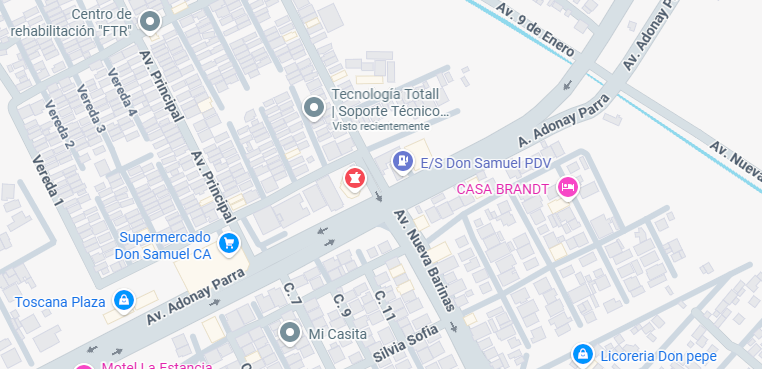 Centro de
rehabilitación "FTR"
Av. 9 de Enero
Av. Adonay Parra
Av. Principal
Vereda 4
Vereda 3
Vereda 2
Vereda 1
Tecnología Totall
| Soporte Técnico...
Visto recientemente
A. Adonay Parra
Av. Nueva
E/S Don Samuel PDV
CASA BRANDT
Av. Principal
Supermercado
Don Samuel CA
Av. Nueva Barinas
Av. Adonay Parra
Toscana Plaza
C. 7
C. 9
C. 11
Mi Casita
Silvia Sofia
Licoreria Don pepe
Motel La Estancia